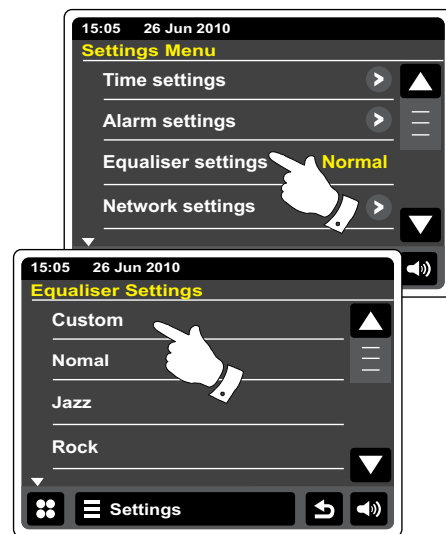 15:05 26 Jun 2010
Settings Menu
Time settings
Alarm settings
Equaliser settings Normal
Network settings
15:05 26 Jun 2010
Equaliser Settings
Custom
Nomal
Jazz
Rock
Settings